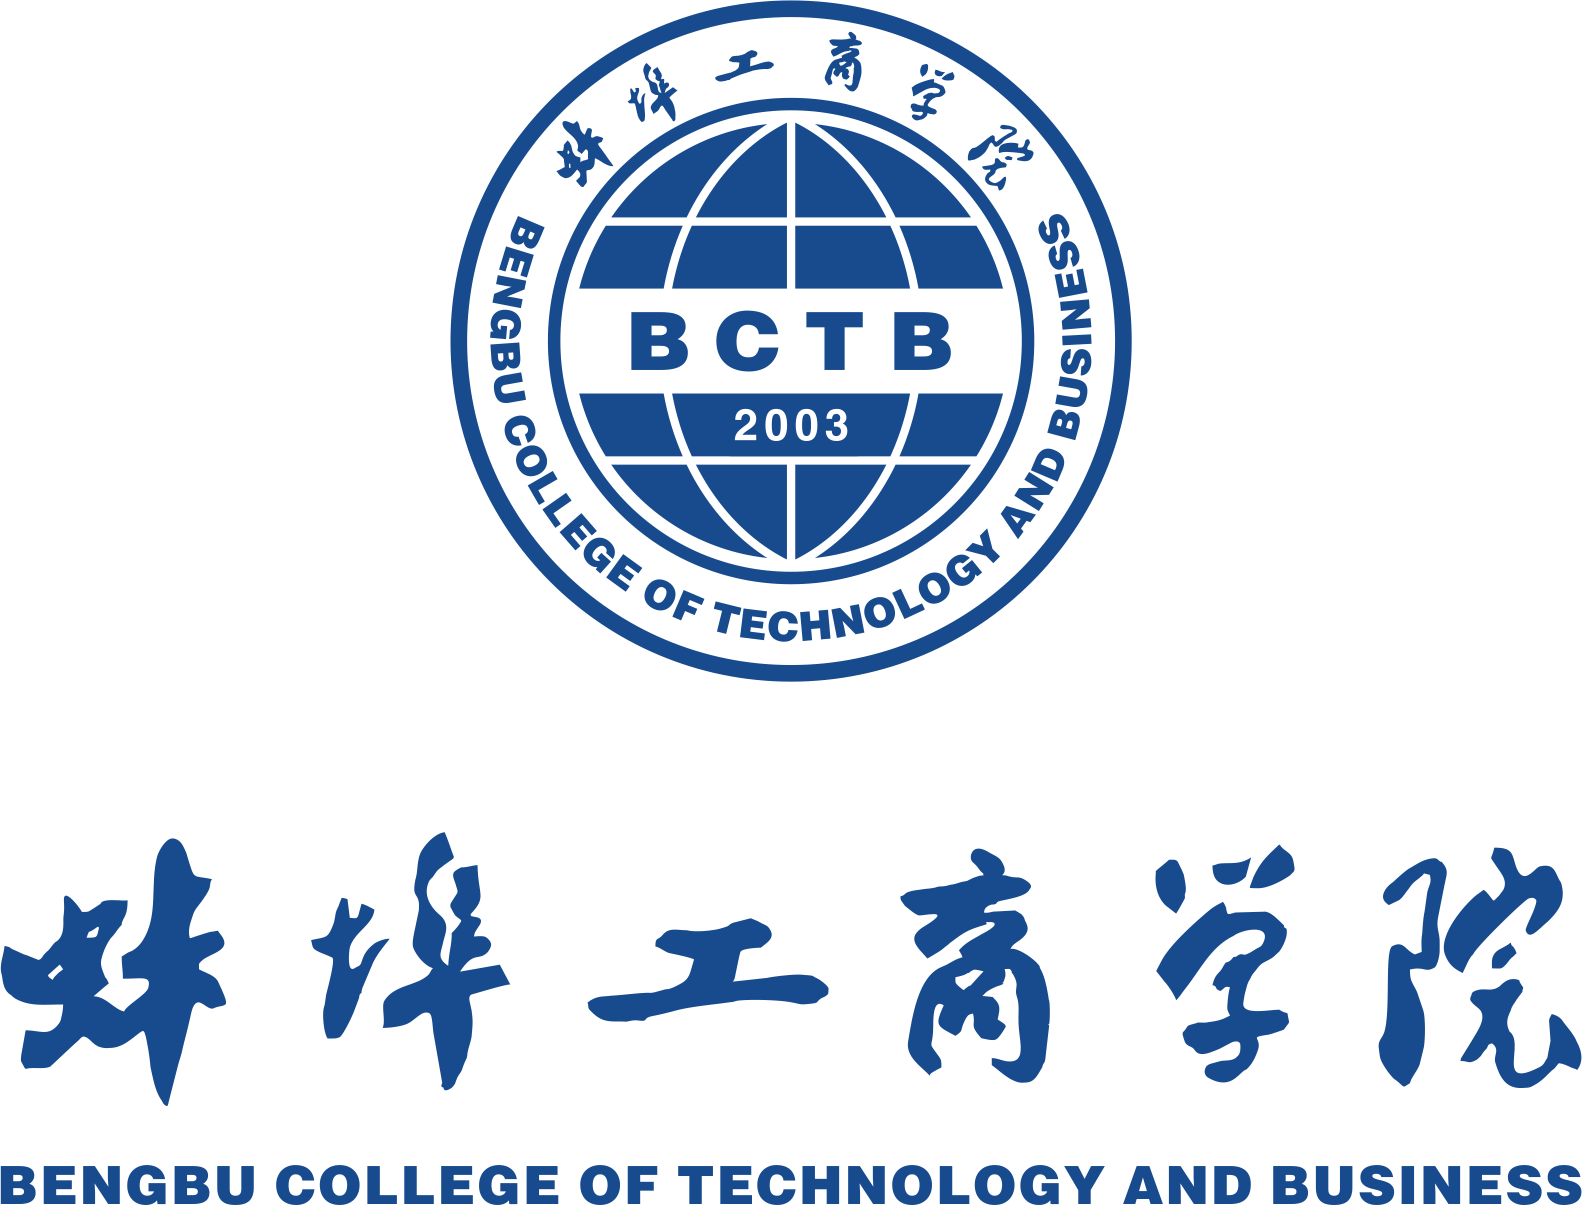 蚌埠工商学院
BENGBU COLLEGE OF TECHNOLOGY AND BUSINESS
BCTB
2003
蚌埠工商学院
BENGBU COLLEGE OF TECHNOLOGY AND BUSINESS